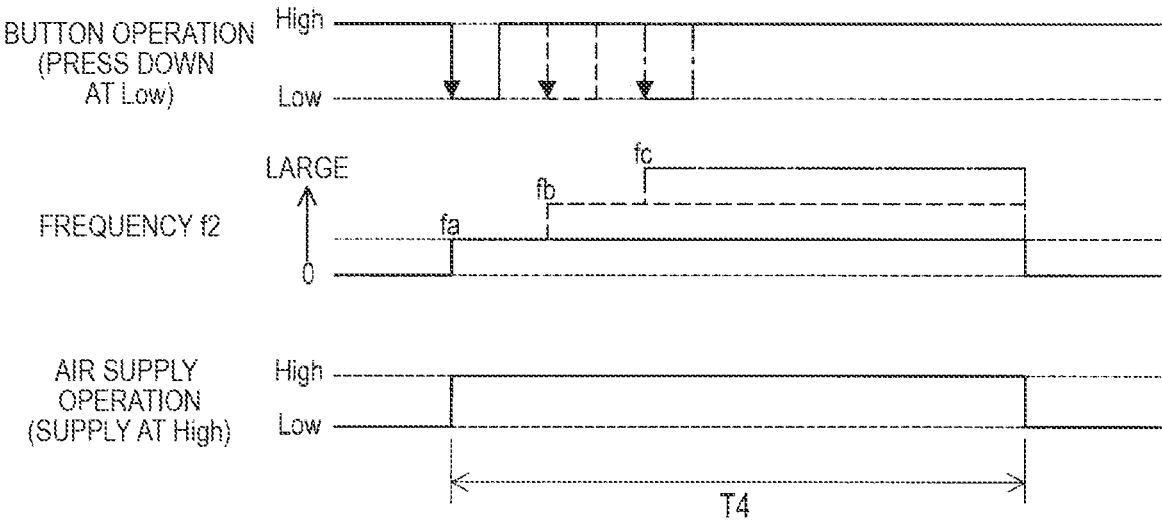 BUTTON OPERATION
(PRESS DOWN
AT Low)
High
Low
FREQUENCY f2
LARGE
0
fa
fb
fc
AIR SUPPLY
OPERATION
(SUPPLY AT High)
High
Low
T4